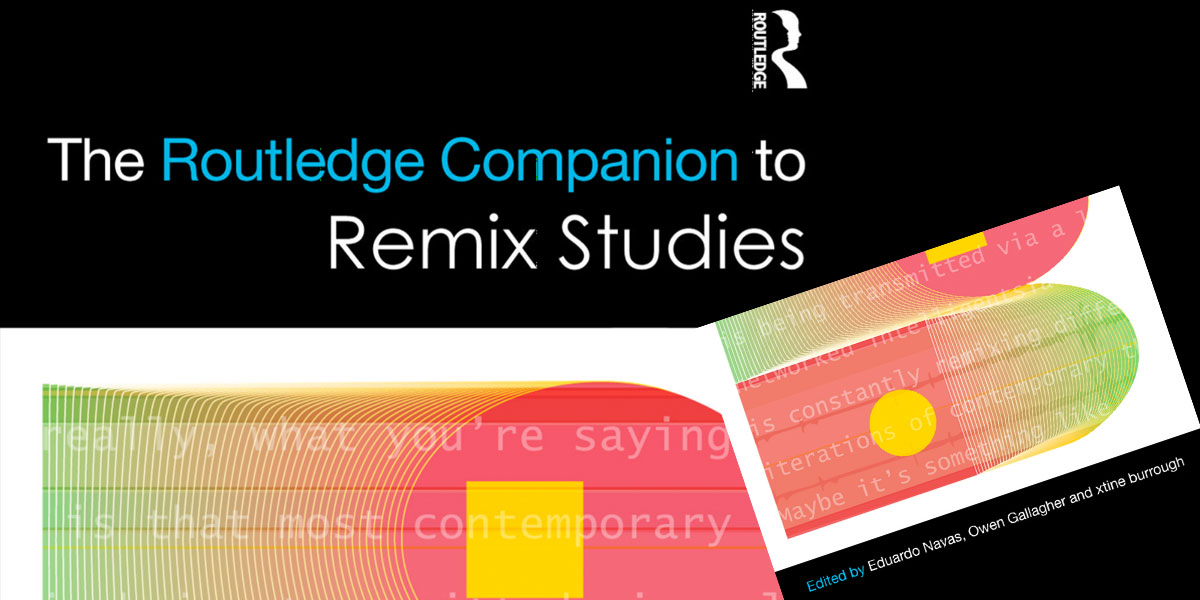 ROUTLEDGE
The Routledge Companion to
Remix Studies
really, what you're saying
is that most contemporary
is being transmitted via a
networked intelligentsia
is constantly remixing
iterations of contemporary
Maybe it's something like
Edited by Eduardo Navas, Owen Gallagher and xtine burrough